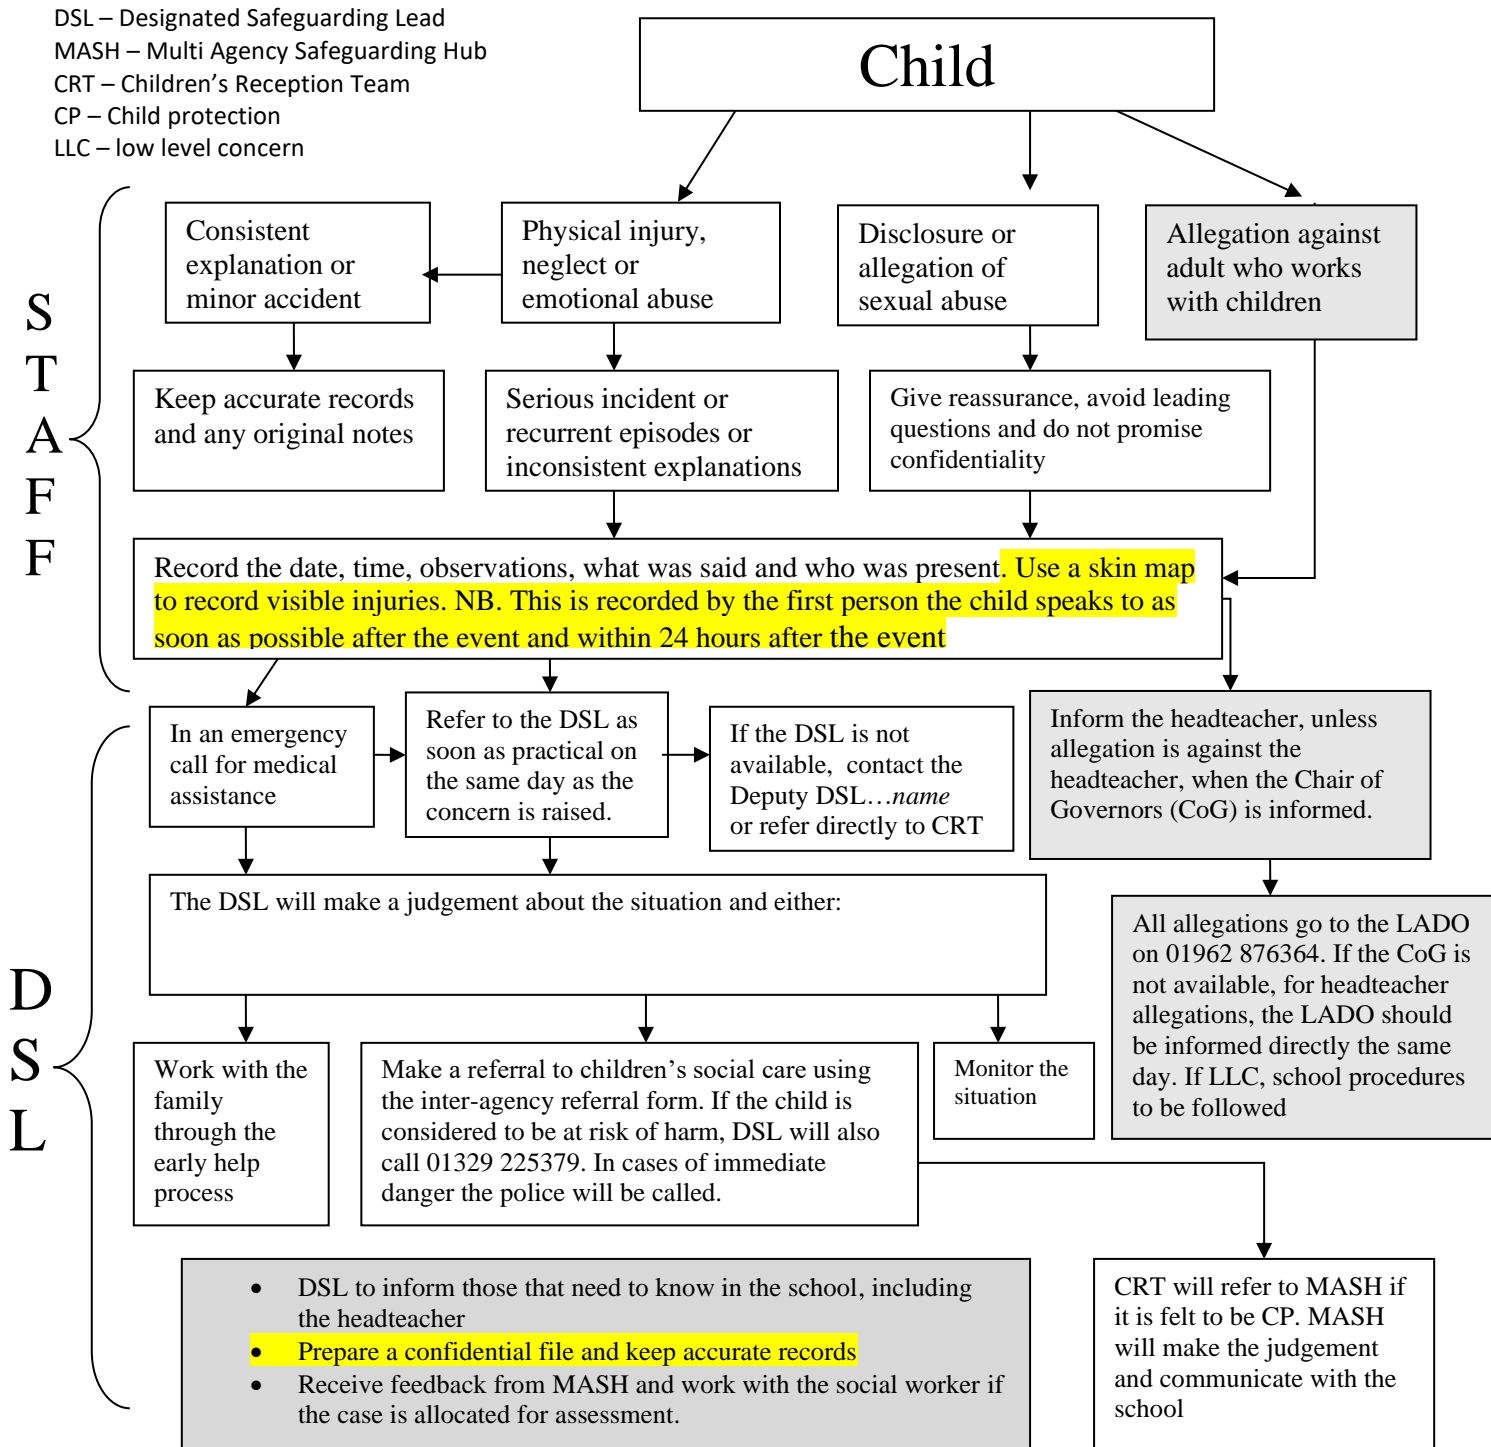 DSL – Designated Safeguarding Lead
MASH – Multi Agency Safeguarding Hub
CRT – Children's Reception Team
CP – Child protection
LLC – low level concern
Child
S
T
A
F
F
Consistent
explanation or
minor accident
Physical injury,
neglect or
emotional abuse
Disclosure or
allegation of
sexual abuse
Allegation against
adult who works
with children
Keep accurate records
and any original notes
Serious incident or
recurrent episodes or
inconsistent explanations
Give reassurance, avoid leading
questions and do not promise
confidentiality
Record the date, time, observations, what was said and who was present. Use a skin map
to record visible injuries. NB. This is recorded by the first person the child speaks to as
soon as possible after the event and within 24 hours after the event
D
S
L
In an emergency
call for medical
assistance
Refer to the DSL as
soon as practical on
the same day as the
concern is raised.
If the DSL is not
available,  contact the
Deputy DSL…name
or refer directly to CRT
Inform the headteacher, unless
allegation is against the
headteacher, when the Chair of
Governors (CoG) is informed.
The DSL will make a judgement about the situation and either:
All allegations go to the LADO
on 01962 876364. If the CoG is
not available, for headteacher
allegations, the LADO should
be informed directly the same
day. If LLC, school procedures
to be followed
Work with the
family
through the
early help
process
Make a referral to children's social care using
the inter-agency referral form. If the child is
considered to be at risk of harm, DSL will also
call 01329 225379. In cases of immediate
danger the police will be called.
Monitor the
situation
• DSL to inform those that need to know in the school, including
the headteacher
• Prepare a confidential file and keep accurate records
• Receive feedback from MASH and work with the social worker if
the case is allocated for assessment.
CRT will refer to MASH if
it is felt to be CP. MASH
will make the judgement
and communicate with the
school